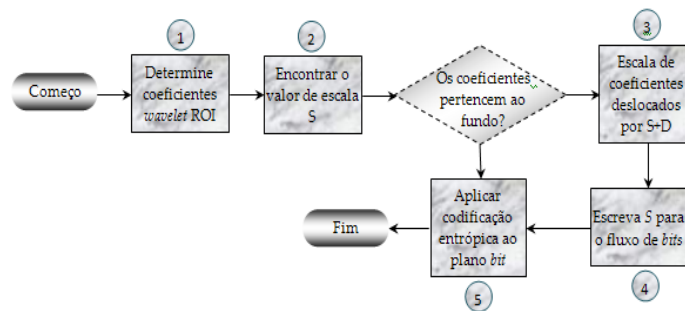 1
2
3
Começo
Determine
coeficientes
wavelet ROI
Encontrar o
valor de escala
S
Os coeficientes
pertencem ao
fundo?
Escala de
coeficientes
deslocados
por S+D
Fim
Aplicar
codificação
entrópica ao
plano bit
Escreva S para
o fluxo de bits
5
4